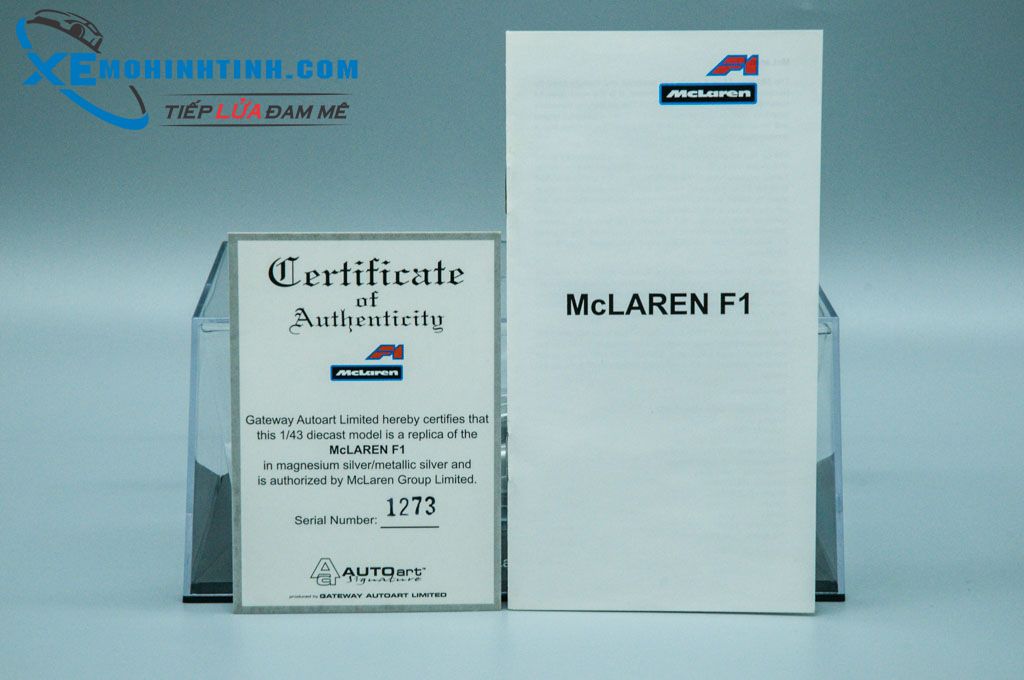 XEMOHINHTINH.COM
TIẾP LỬA ĐAM MÊ
F1
McLaren
McLAREN F1
Certificate
of
Authenticity
F1
McLaren
Gateway Autoart Limited hereby certifies that
this 1/43 diecast model is a replica of the
McLAREN F1
in magnesium silver/metallic silver and
is authorized by McLaren Group Limited.
Serial Number: 1273
Aa AUTOart™
Signature
produced by GATEWAY AUTOART LIMITED